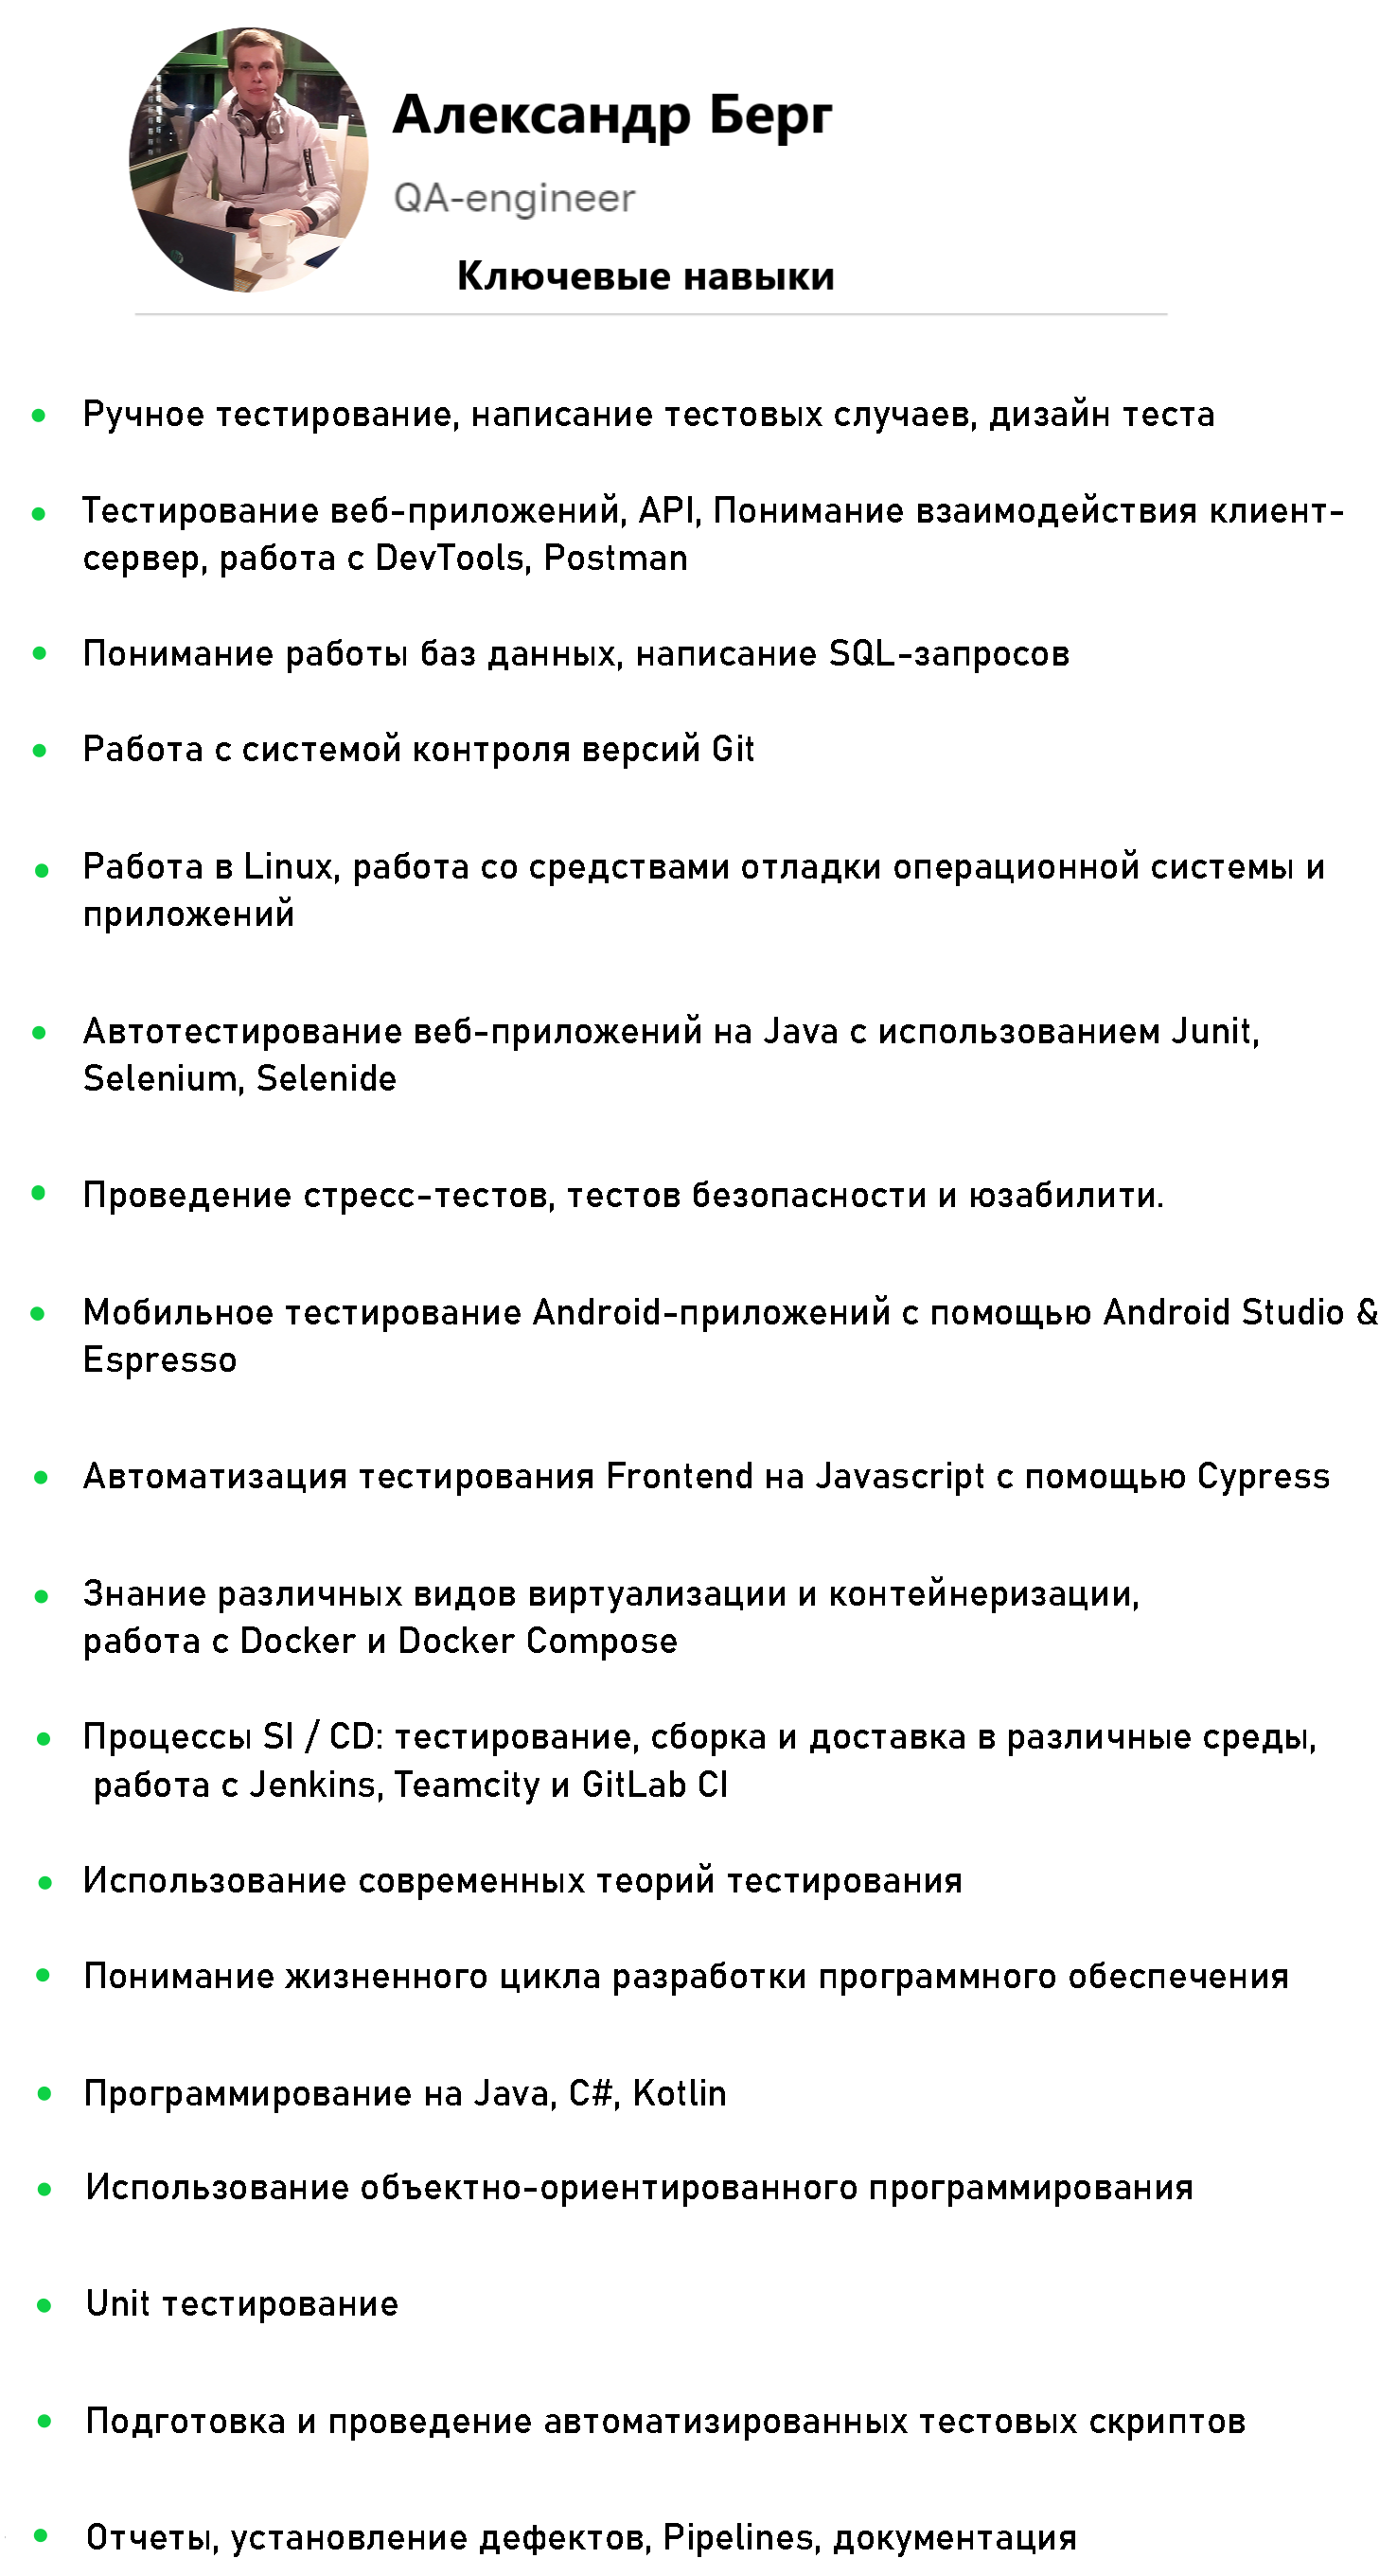 Александр Берг
QA-engineer
Ключевые навыки
Ручное тестирование, написание тестовых случаев, дизайн теста
Тестирование веб-приложений, API, Понимание взаимодействия клиент-
сервер, работа с DevTools, Postman
Понимание работы баз данных, написание SQL-запросов
Работа с системой контроля версий Git
Работа в Linux, работа со средствами отладки операционной системы и
приложений
Автотестирование веб-приложений на Java с использованием Junit,
Selenium, Selenide
Проведение стресс-тестов, тестов безопасности и юзабилити.
Мобильное тестирование Android-приложений с помощью Android Studio &
Espresso
Автоматизация тестирования Frontend на Javascript с помощью Cypress
Знание различных видов виртуализации и контейнеризации,
работа с Docker и Docker Compose
Процессы SI / CD: тестирование, сборка и доставка в различные среды,
работа с Jenkins, Teamcity и GitLab CI
Использование современных теорий тестирования
Понимание жизненного цикла разработки программного обеспечения
Программирование на Java, C#, Kotlin
Использование объектно-ориентированного программирования
Unit тестирование
Подготовка и проведение автоматизированных тестовых скриптов
Отчеты, установление дефектов, Pipelines, документация